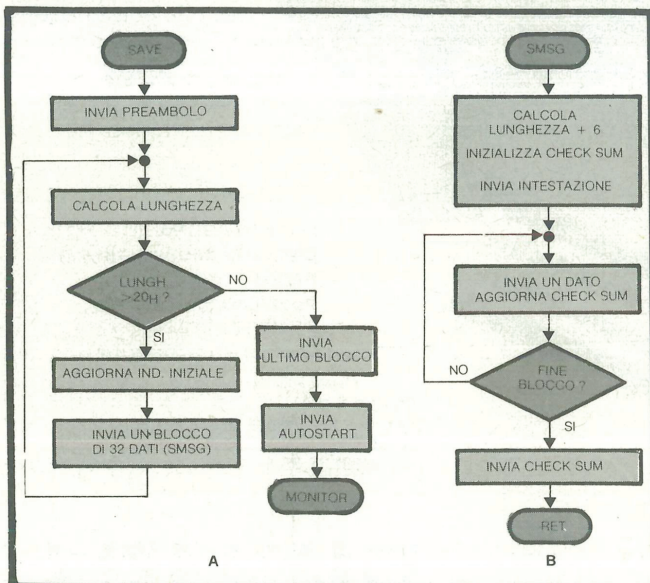 SAVE
INVIA PREAMBOLO
CALCOLA LUNGHEZZA
LUNGH.
>20H ?
NO
SI
AGGIORNA IND. INIZIALE
INVIA UN BLOCCO
DI 32 DATI (SMSG)
INVIA
ULTIMO BLOCCO
INVIA
AUTOSTART
MONITOR
A
SMSG
CALCOLA
LUNGHEZZA + 6
INIZIALIZZA CHECK SUM
INVIA INTESTAZIONE
INVIA UN DATO
AGGIORNA CHECK SUM
NO
FINE
BLOCCO ?
SI
INVIA CHECK SUM
RET
B